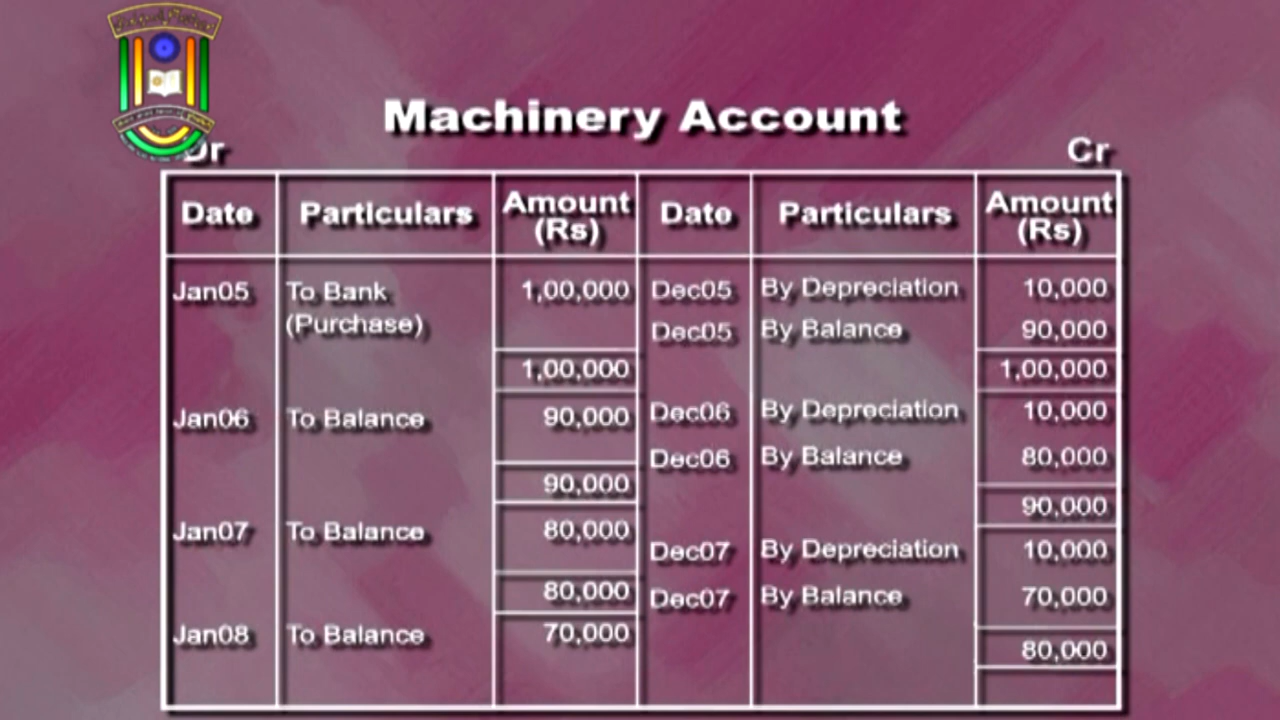 Machinery Account
Dr Cr
Date Particulars Amount (Rs) Date Particulars Amount (Rs)
Jan05 To Bank 1,00,000 Dec05 By Depreciation 10,000
(Purchase) Dec05 By Balance 90,000
1,00,000 1,00,000
Jan06 To Balance 90,000 Dec06 By Depreciation 10,000
Dec06 By Balance 80,000
90,000 90,000
Jan07 To Balance 80,000 Dec07 By Depreciation 10,000
80,000 Dec07 By Balance 70,000
Jan08 To Balance 70,000 80,000